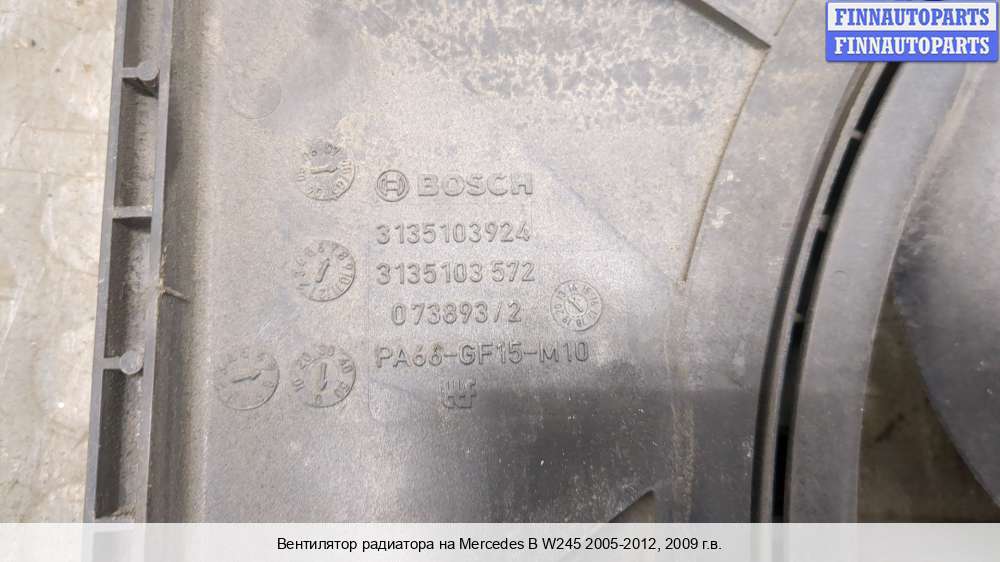 FINNAUTOPARTS
FINNAUTOPARTS
BOSCH
3135103924
3135103 572
073893/2
PA66-GF15-M10
Вентилятор радиатора на Mercedes B W245 2005-2012, 2009 г.в.